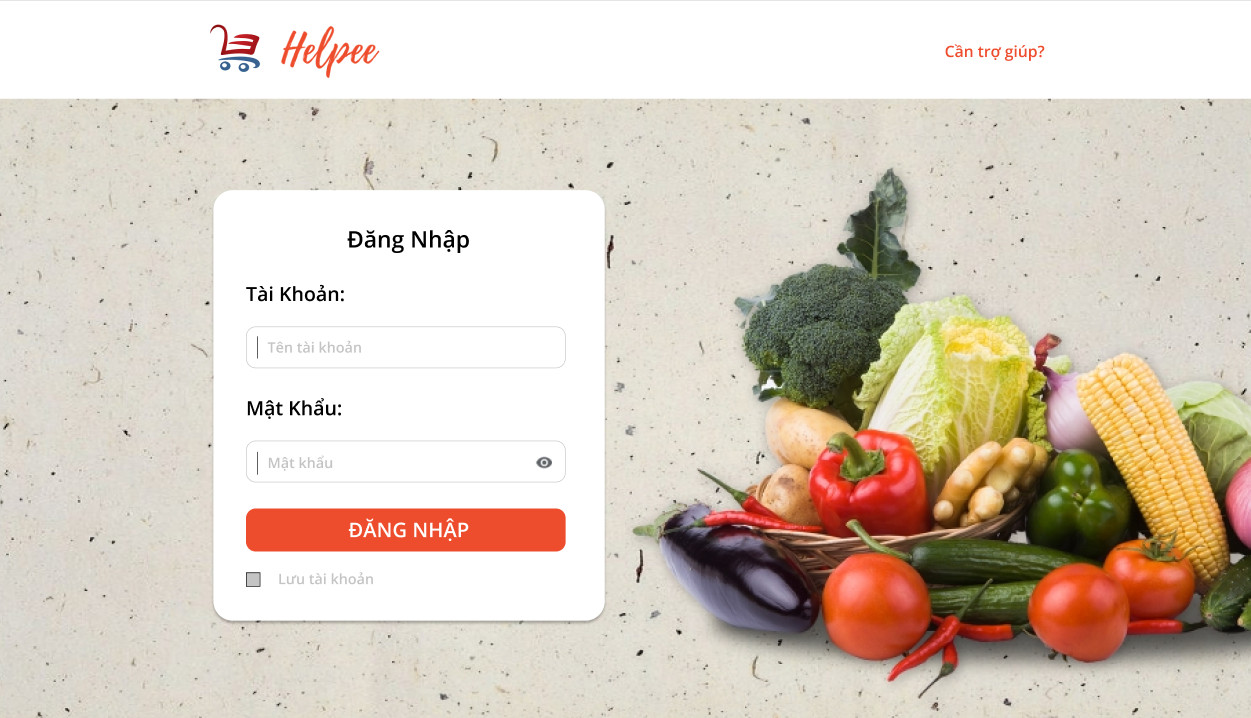 Helpee
Cần trợ giúp?
Đăng Nhập
Tài Khoản:
Tên tài khoản
Mật Khẩu:
Mật khẩu
ĐĂNG NHẬP
Lưu tài khoản